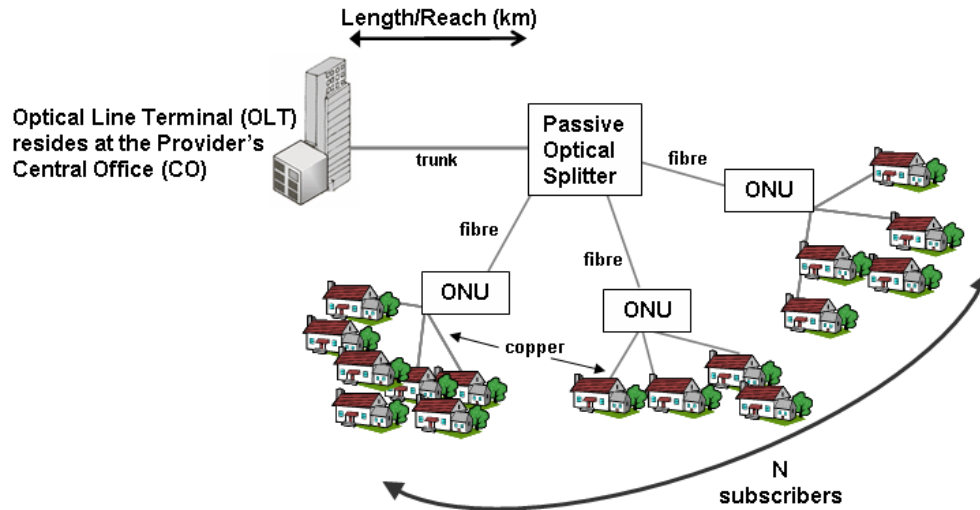 Length/Reach (km)
Optical Line Terminal (OLT)
resides at the Provider's
Central Office (CO)
trunk
Passive
Optical
Splitter
fibre
ONU
fibre
fibre
ONU
ONU
copper
N
subscribers